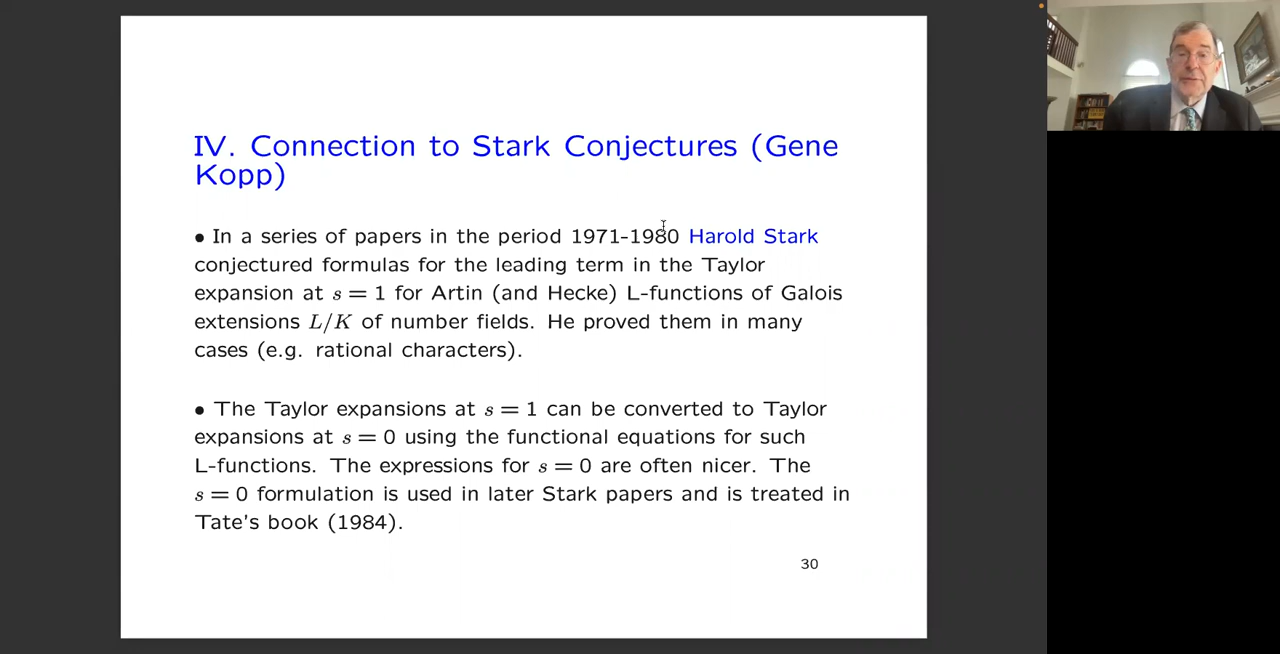 IV. Connection to Stark Conjectures (Gene
Kopp)
• In a series of papers in the period 1971-1980 Harold Stark
conjectured formulas for the leading term in the Taylor
expansion at s = 1 for Artin (and Hecke) L-functions of Galois
extensions L/K of number fields. He proved them in many
cases (e.g. rational characters).
• The Taylor expansions at s = 1 can be converted to Taylor
expansions at s = 0 using the functional equations for such
L-functions. The expressions for s = 0 are often nicer. The
s = 0 formulation is used in later Stark papers and is treated in
Tate's book (1984).
30